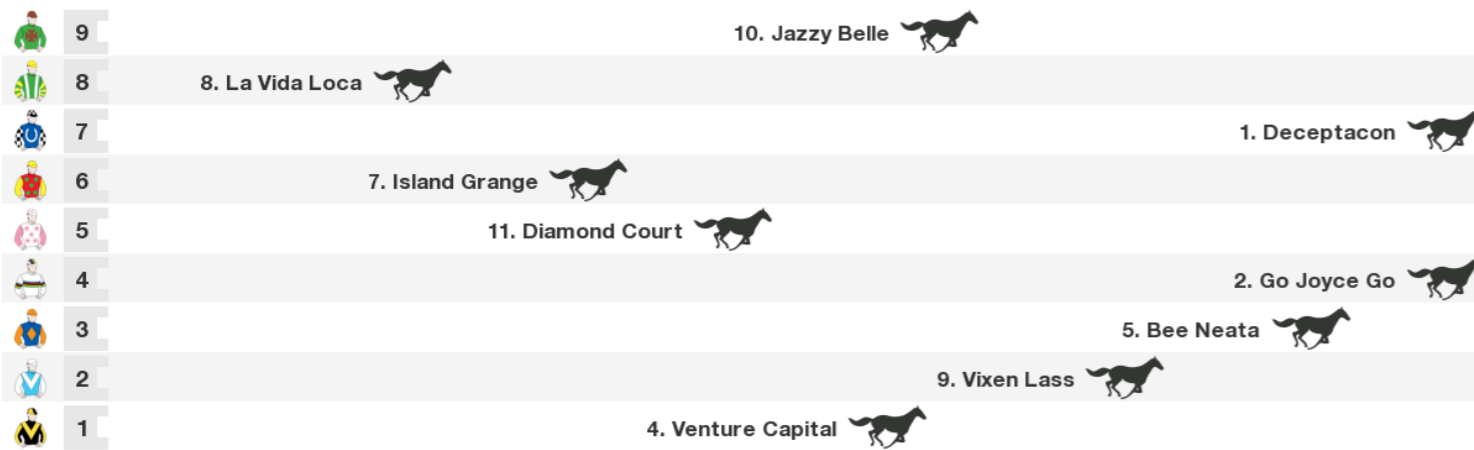 9 10. Jazzy Belle
8 8. La Vida Loca
7 1. Deceptacon
6 7. Island Grange
5 11. Diamond Court
4 2. Go Joyce Go
3 5. Bee Neata
2 9. Vixen Lass
1 4. Venture Capital